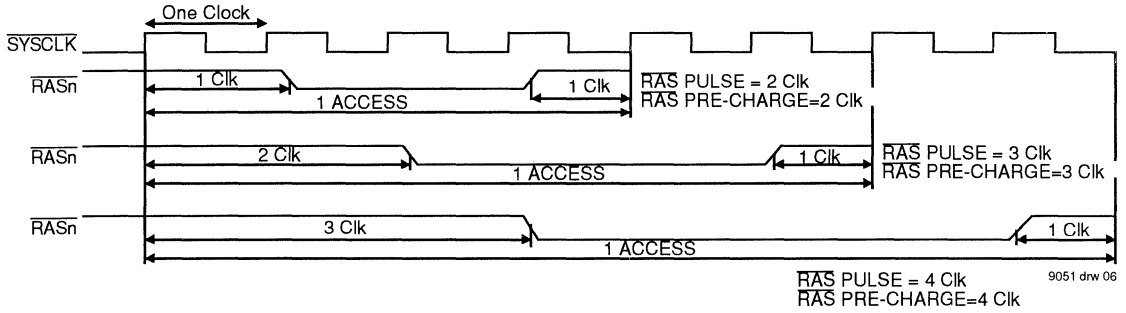 One Clock
SYSCLK
RASn
1 Clk
1 Clk
1 ACCESS
RAS PULSE = 2 Clk
RAS PRE-CHARGE=2 Clk
RASn
2 Clk
1 Clk
1 ACCESS
RAS PULSE = 3 Clk
RAS PRE-CHARGE=3 Clk
RASn
3 Clk
1 Clk
1 ACCESS
RAS PULSE = 4 Clk
RAS PRE-CHARGE=4 Clk
9051 drw 06